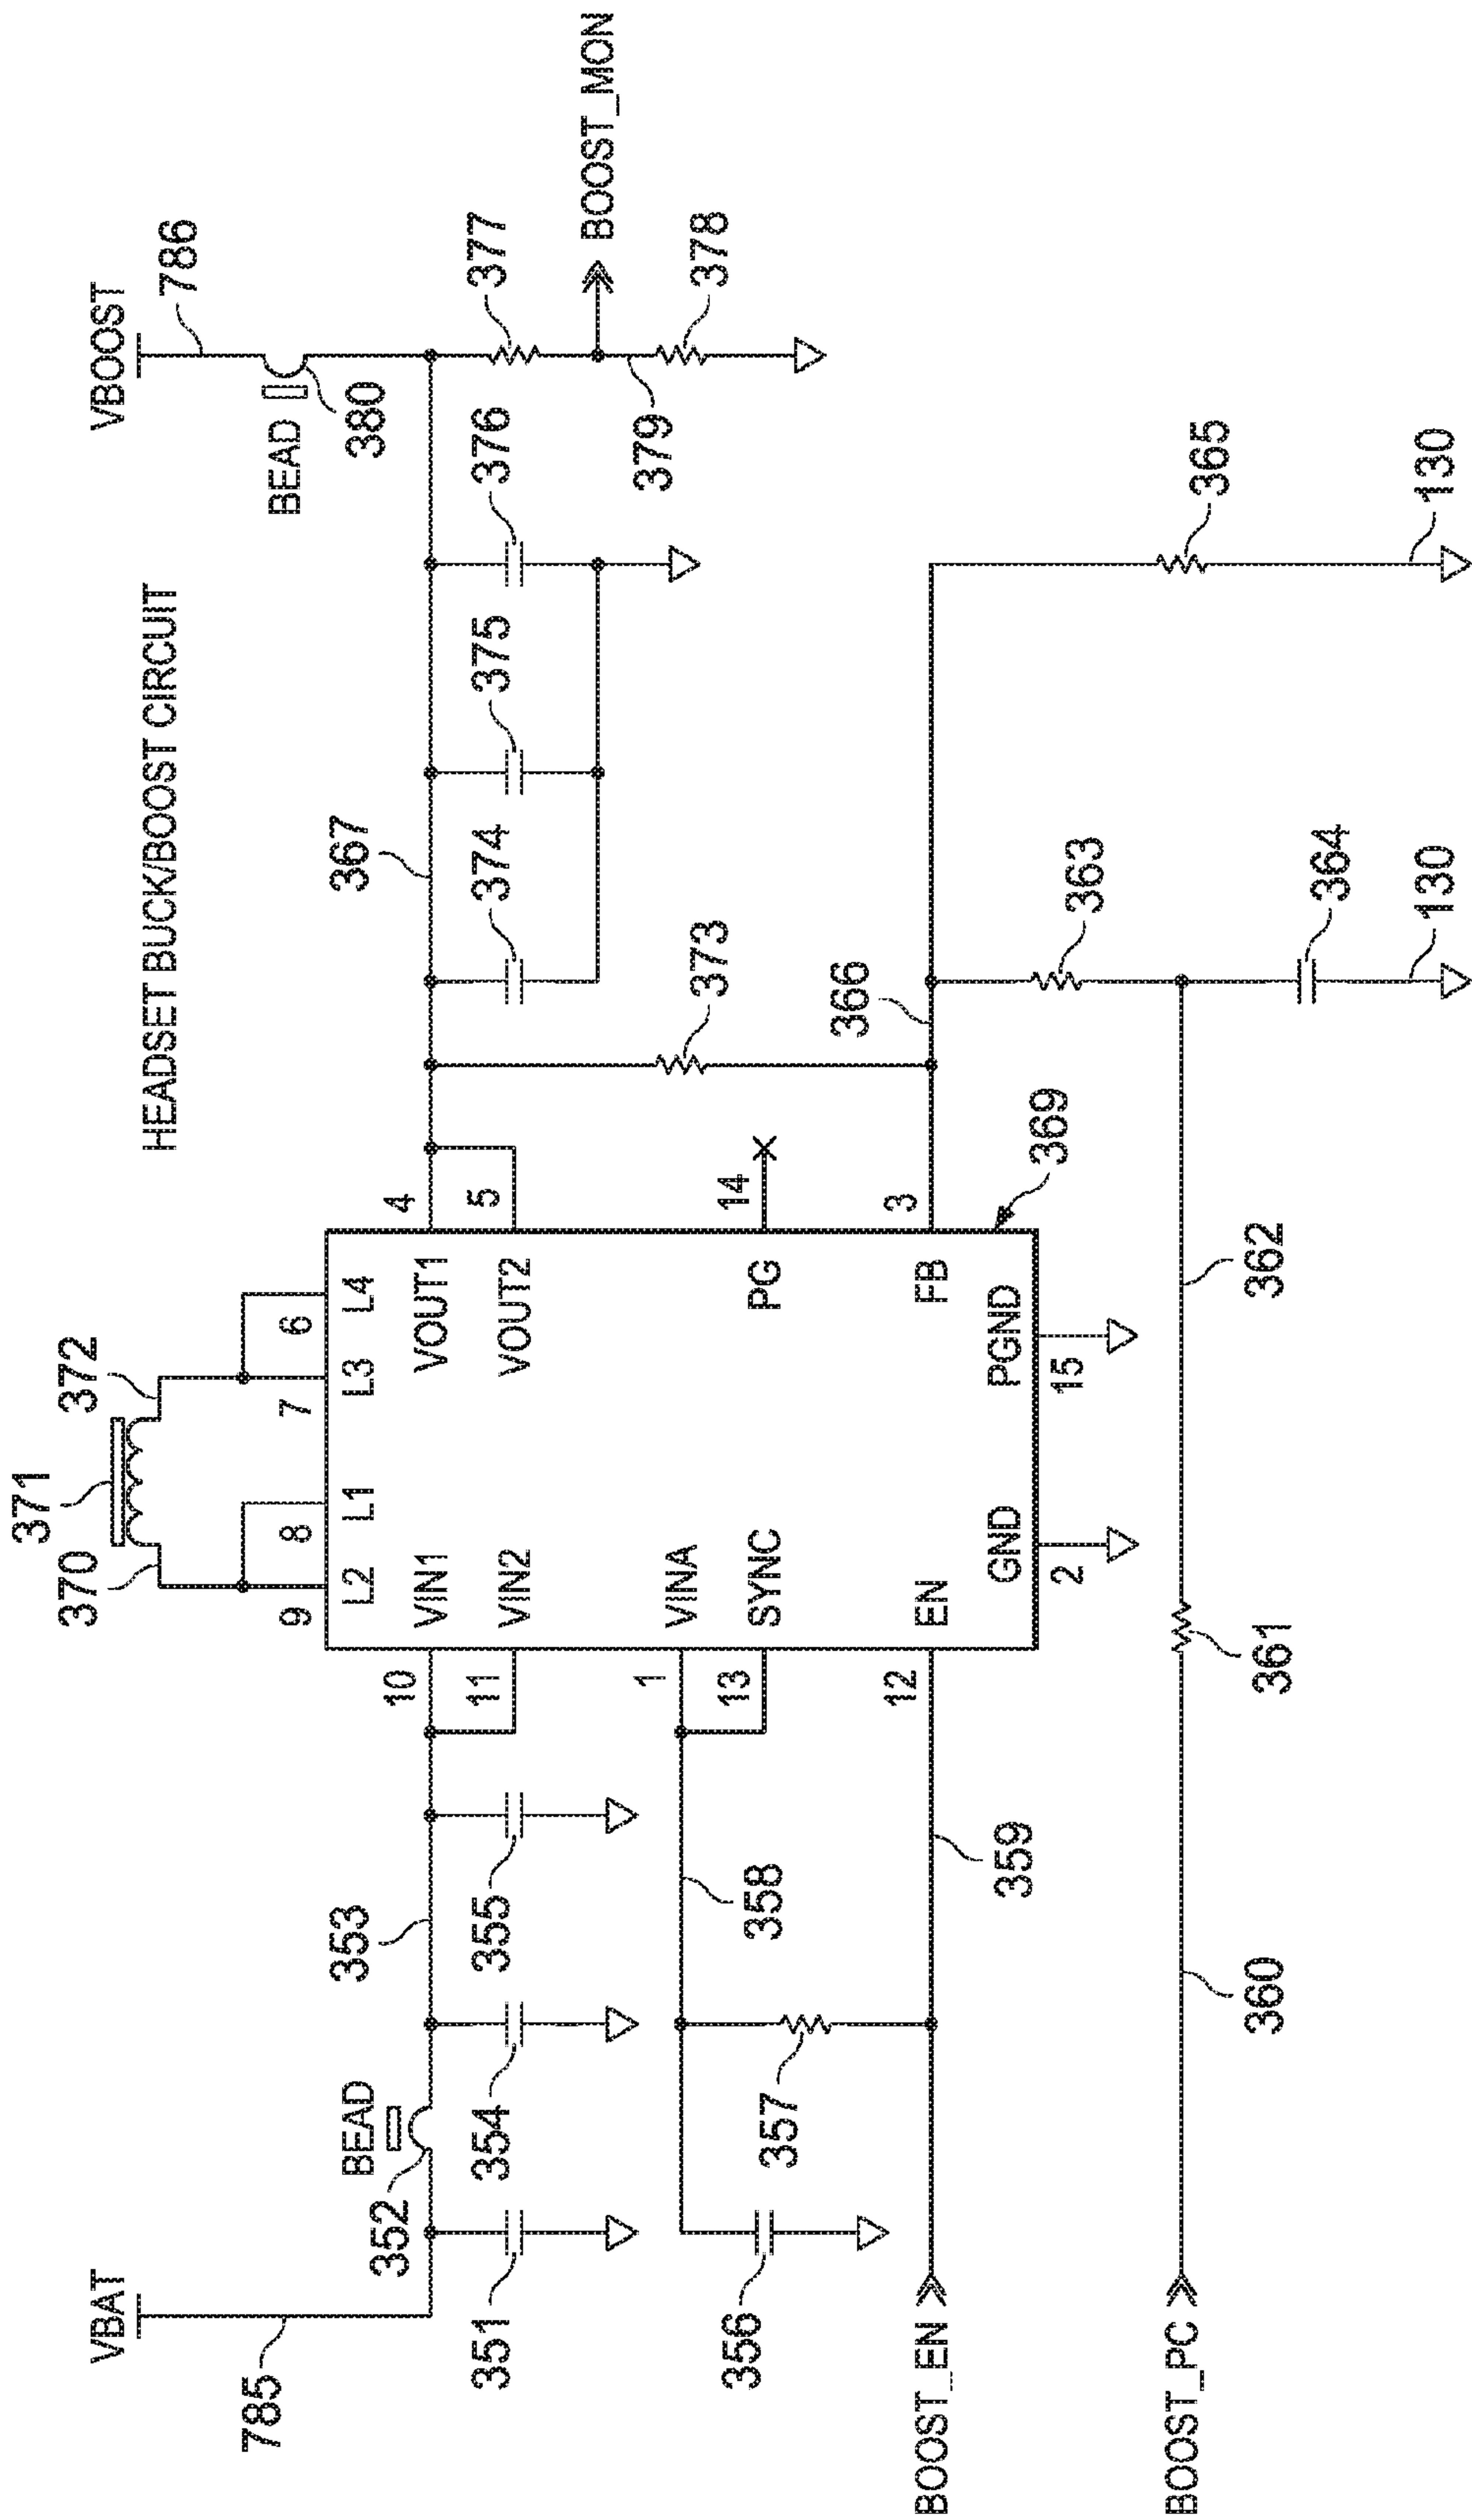 HEADSET BUCK/BOOST CIRCUIT
VBAT
785
BEAD
352
353
351
354
355
356
357
358
359
BOOST_EN
BOOST_PC
360
361
362
371
370
372
9
8
7
6
L2
L1
L3
L4
10
VIN1
11
VIN2
1
VINA
13
SYNC
12
EN
GND
2
PGND
15
VOUT1
4
VOUT2
5
PG
14
FB
3
369
373
366
367
374
375
376
363
364
130
365
130
VBOOST
786
BEAD
380
377
BOOST_MON
379
378